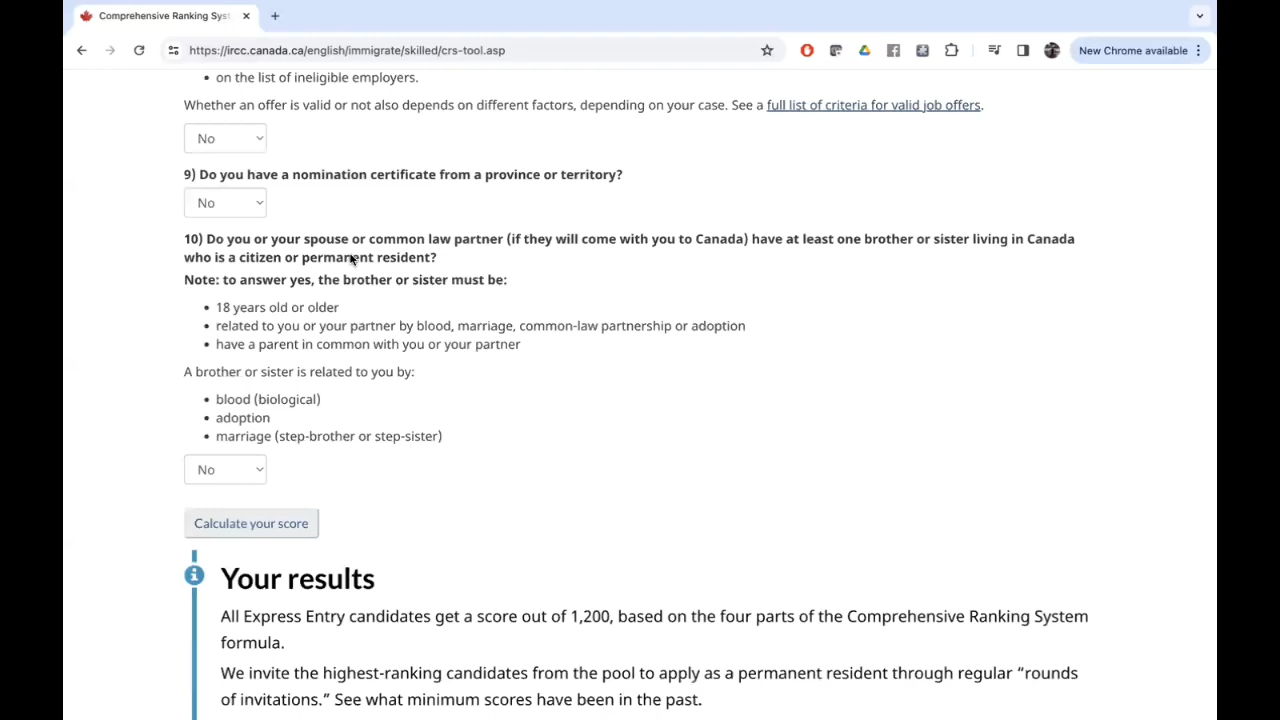 Comprehensive Ranking Syst
https://ircc.canada.ca/english/immigrate/skilled/crs-tool.asp
New Chrome available
on the list of ineligible employers.
Whether an offer is valid or not also depends on different factors, depending on your case. See a full list of criteria for valid job offers.
No
9) Do you have a nomination certificate from a province or territory?
No
10) Do you or your spouse or common law partner (if they will come with you to Canada) have at least one brother or sister living in Canada
who is a citizen or permanent resident?
Note: to answer yes, the brother or sister must be:
18 years old or older
related to you or your partner by blood, marriage, common-law partnership or adoption
have a parent in common with you or your partner
A brother or sister is related to you by:
blood (biological)
adoption
marriage (step-brother or step-sister)
No
Calculate your score
Your results
All Express Entry candidates get a score out of 1,200, based on the four parts of the Comprehensive Ranking System
formula.
We invite the highest-ranking candidates from the pool to apply as a permanent resident through regular “rounds
of invitations.” See what minimum scores have been in the past.